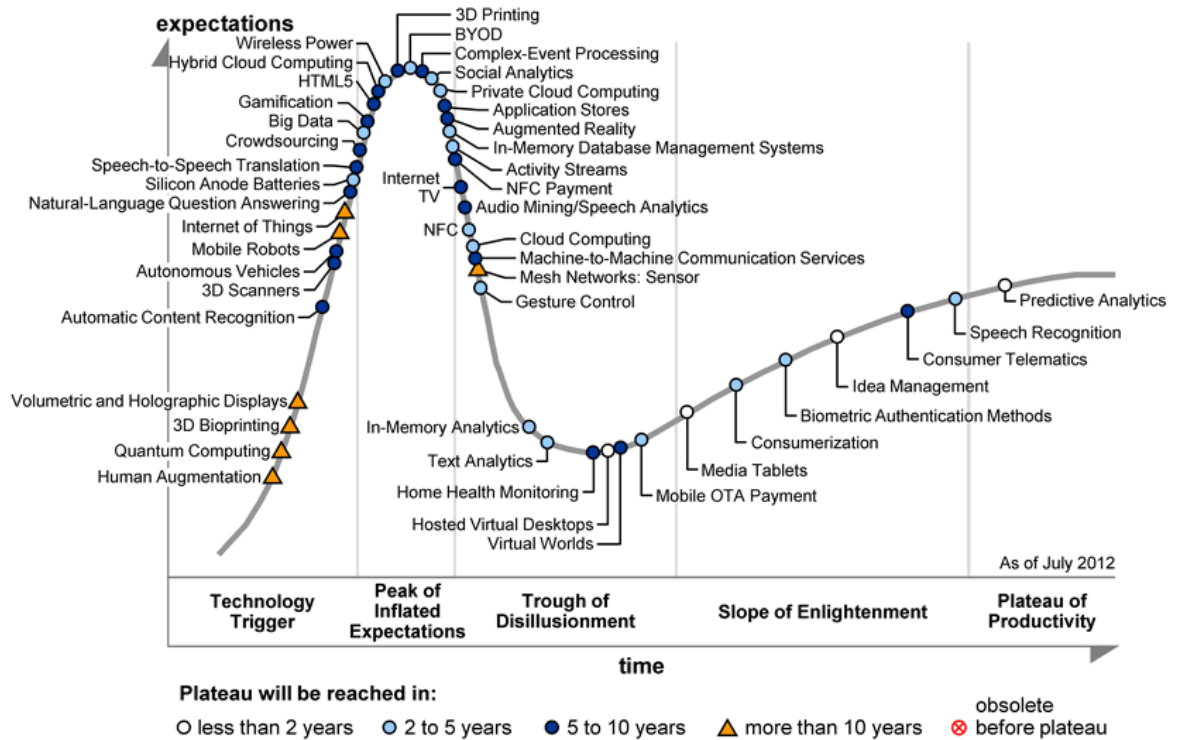 expectations
3D Printing
BYOD
Wireless Power
Complex-Event Processing
Hybrid Cloud Computing
Social Analytics
HTML5
Private Cloud Computing
Gamification
Application Stores
Big Data
Augmented Reality
Crowdsourcing
In-Memory Database Management Systems
Speech-to-Speech Translation
Activity Streams
Silicon Anode Batteries
NFC Payment
Internet
TV
Natural-Language Question Answering
Audio Mining/Speech Analytics
Internet of Things
NFC
Mobile Robots
Cloud Computing
Machine-to-Machine Communication Services
Autonomous Vehicles
Mesh Networks: Sensor
3D Scanners
Gesture Control
Automatic Content Recognition
Predictive Analytics
Speech Recognition
Consumer Telematics
Idea Management
Volumetric and Holographic Displays
Biometric Authentication Methods
3D Bioprinting
In-Memory Analytics
Consumerization
Quantum Computing
Text Analytics
Media Tablets
Human Augmentation
Home Health Monitoring
Mobile OTA Payment
Hosted Virtual Desktops
Virtual Worlds
As of July 2012
Technology
Trigger
Peak of
Inflated
Expectations
Trough of
Disillusionment
Slope of Enlightenment
Plateau of
Productivity
time
Plateau will be reached in:
less than 2 years
2 to 5 years
5 to 10 years
more than 10 years
obsolete
before plateau